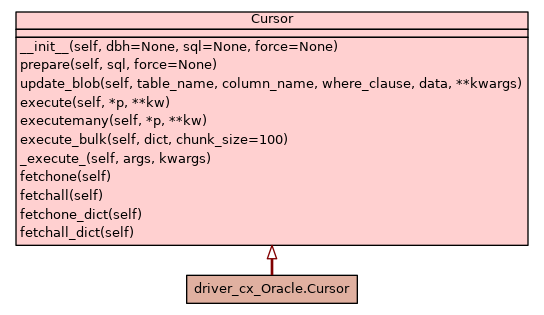 Cursor
__init__(self, dbh=None, sql=None, force=None)
prepare(self, sql, force=None)
update_blob(self, table_name, column_name, where_clause, data, **kwargs)
execute(self, *p, **kw)
executemany(self, *p, **kw)
execute_bulk(self, dict, chunk_size=100)
_execute_(self, args, kwargs)
fetchone(self)
fetchall(self)
fetchone_dict(self)
fetchall_dict(self)
driver_cx_Oracle.Cursor